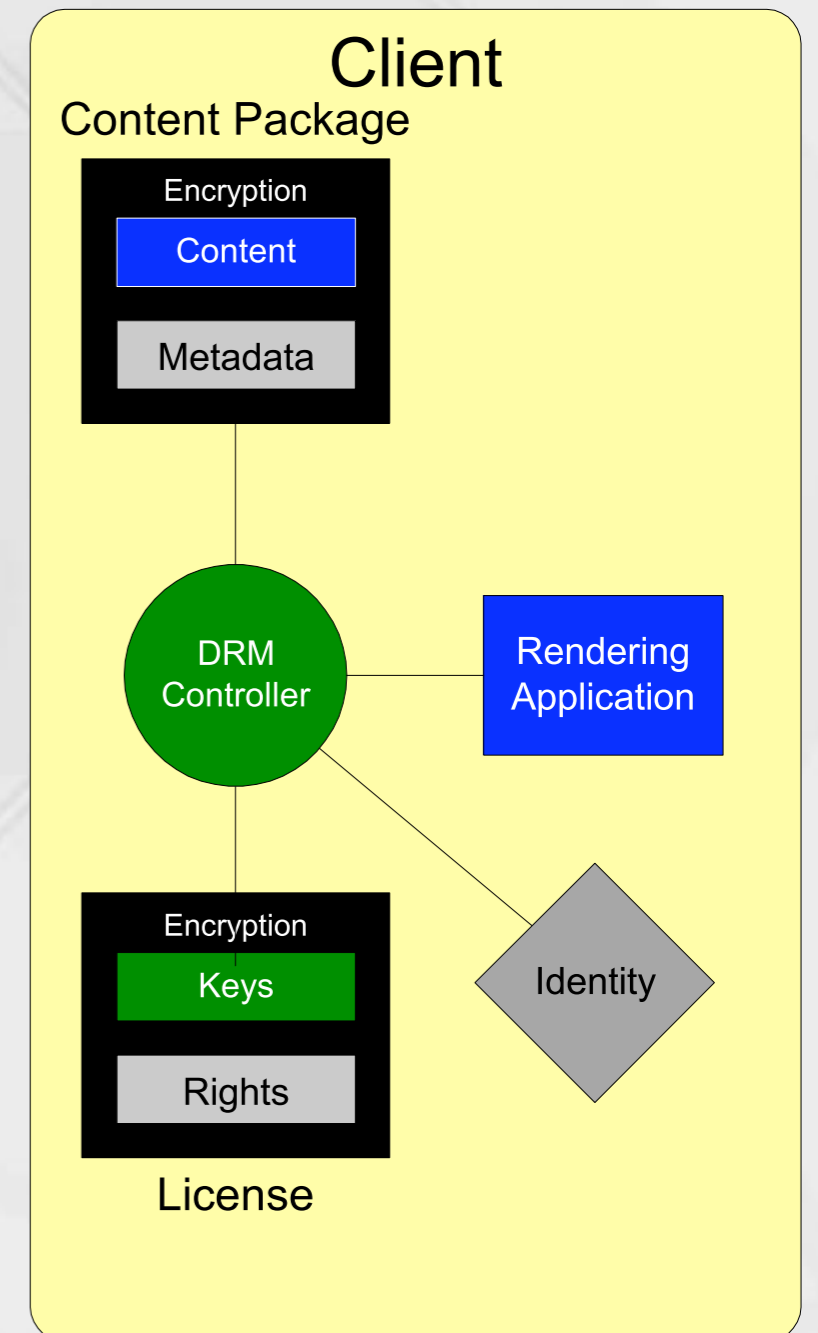 Client
Content Package
Encryption
Content
Metadata
DRM
Controller
Rendering
Application
Encryption
Keys
Rights
Identity
License